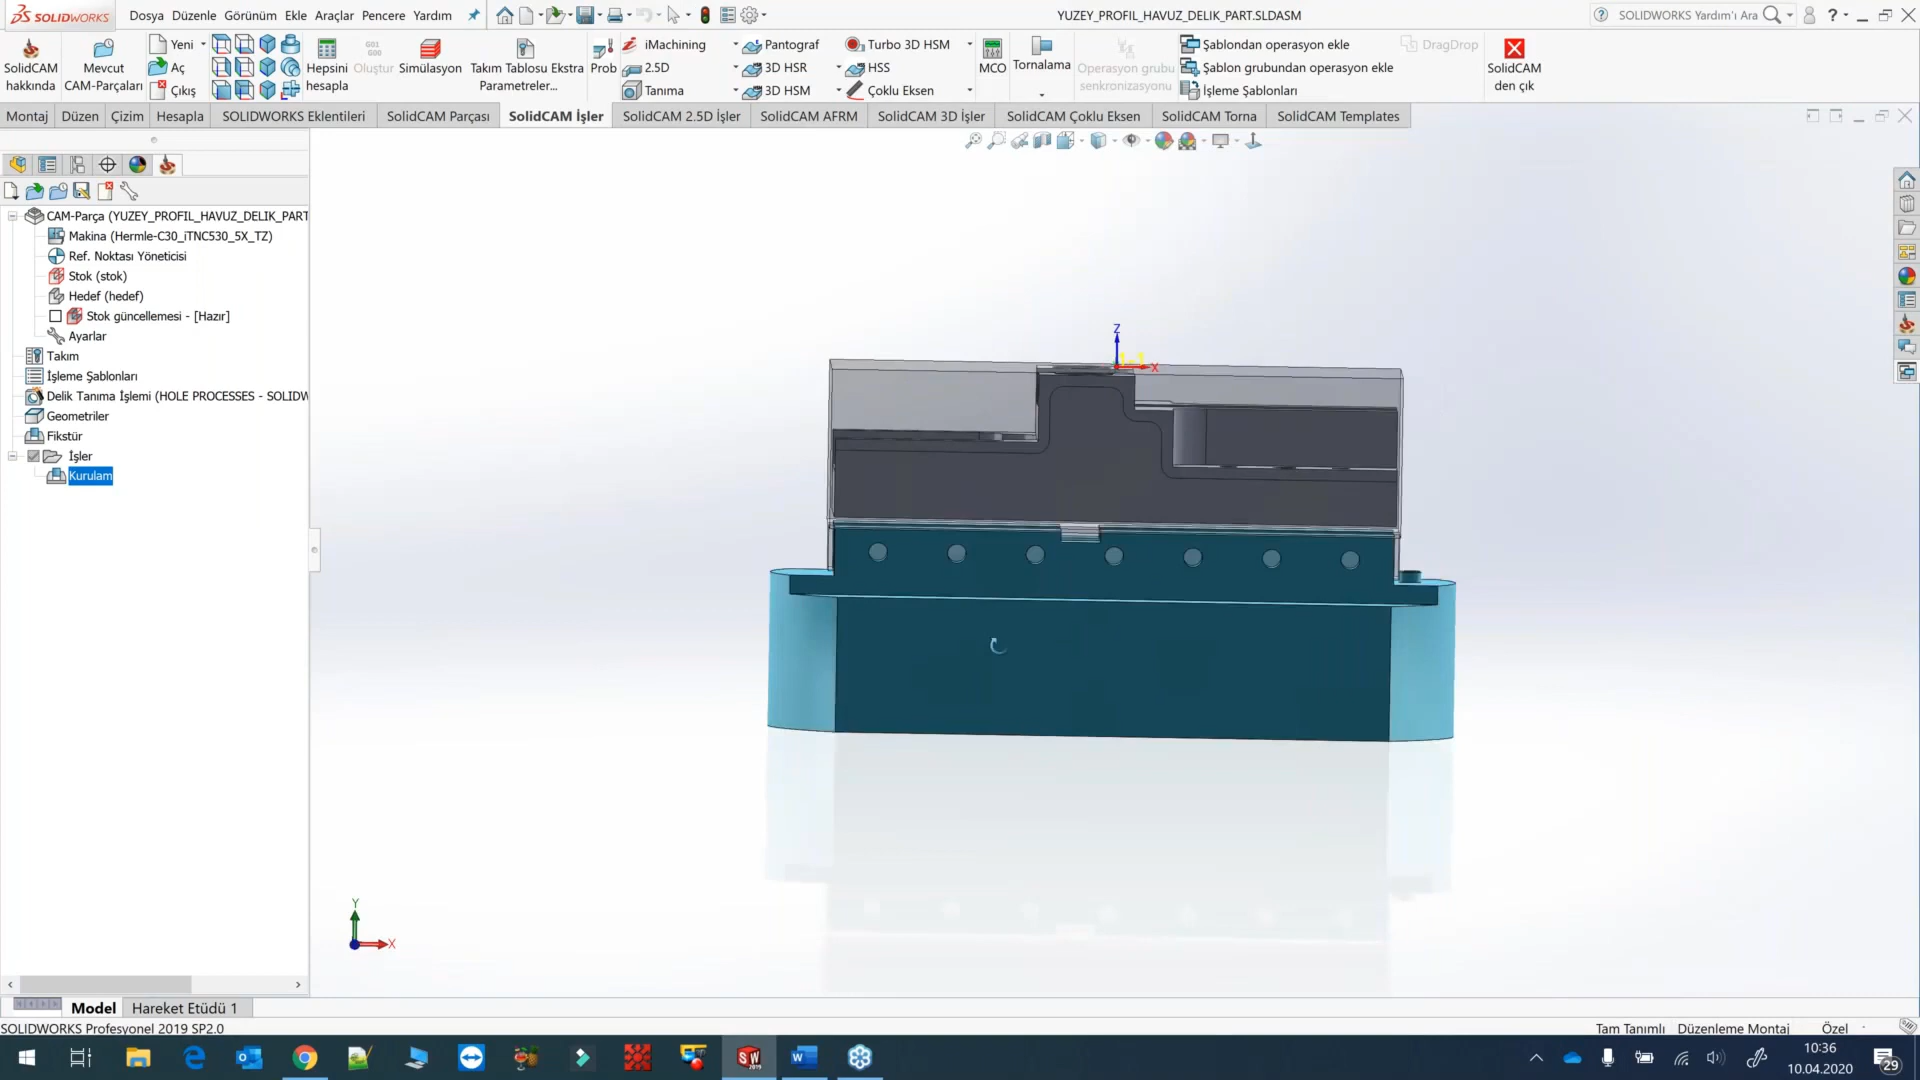 SOLIDWORKS
Dosya Düzenle Görünüm Ekle Araçlar Pencere Yardım
YUZEY_PROFIL_HAVUZ_DELIK_PART.SLDASM
SOLIDWORKS Yardım'ı Ara
SolidCAM
hakkında
Mevcut
CAM-Parçaları
Yeni
Aç
Çıkış
Hepsini
hesapla
G01
G00
Oluştur
Simülasyon
Takım Tablosu Ekstra
Parametreler...
Prob
iMachining
2.5D
Tanıma
Pantograf
3D HSR
3D HSM
Turbo 3D HSM
HSS
Çoklu Eksen
MCO
Tornalama
Operasyon grubu
senkronizasyonu
Şablondan operasyon ekle
Şablon grubundan operasyon ekle
İşleme Şablonları
DragDrop
SolidCAM
den çık
Montaj Düzen Çizim Hesapla SOLIDWORKS Eklentileri SolidCAM Parçası SolidCAM İşler SolidCAM 2.5D İşler SolidCAM AFRM SolidCAM 3D İşler SolidCAM Çoklu Eksen SolidCAM Torna SolidCAM Templates
CAM-Parça (YUZEY_PROFIL_HAVUZ_DELIK_PART
Makina (Hermle-C30_iTNC530_5X_TZ)
Ref. Noktası Yöneticisi
Stok (stok)
Hedef (hedef)
Stok güncellemesi - [Hazır]
Ayarlar
Takım
İşleme Şablonları
Delik Tanıma İşlemi (HOLE PROCESSES - SOLIDW
Geometriler
Fikstür
İşler
Kurulam
Z
X
Y
X
Model Hareket Etüdü 1
SOLIDWORKS Profesyonel 2019 SP2.0
Tam Tanımlı Düzenleme Montaj Özel
10:36
10.04.2020
29